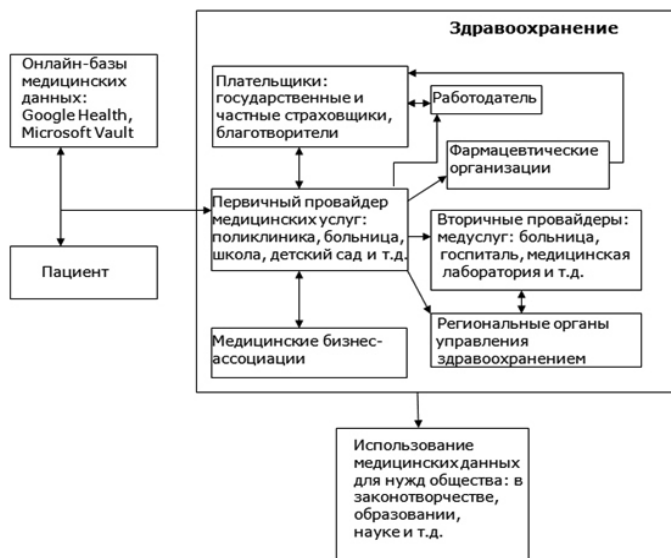 Здравоохранение
Онлайн-базы
медицинских
данных:
Google Health,
Microsoft Vault
Плательщики:
государственные и
частные страховщики,
благотворители
Работодатель
Фармацевтические
организации
Первичный провайдер
медицинских услуг:
поликлиника, больница,
школа, детский сад и т.д.
Вторичные провайдеры:
медуслуг: больница,
госпиталь, медицинская
лаборатория и т.д.
Пациент
Медицинские бизнес-
ассоциации
Региональные органы
управления
здравоохранением
Использование
медицинских данных
для нужд общества: в
законотворчестве,
образовании,
науке и т.д.